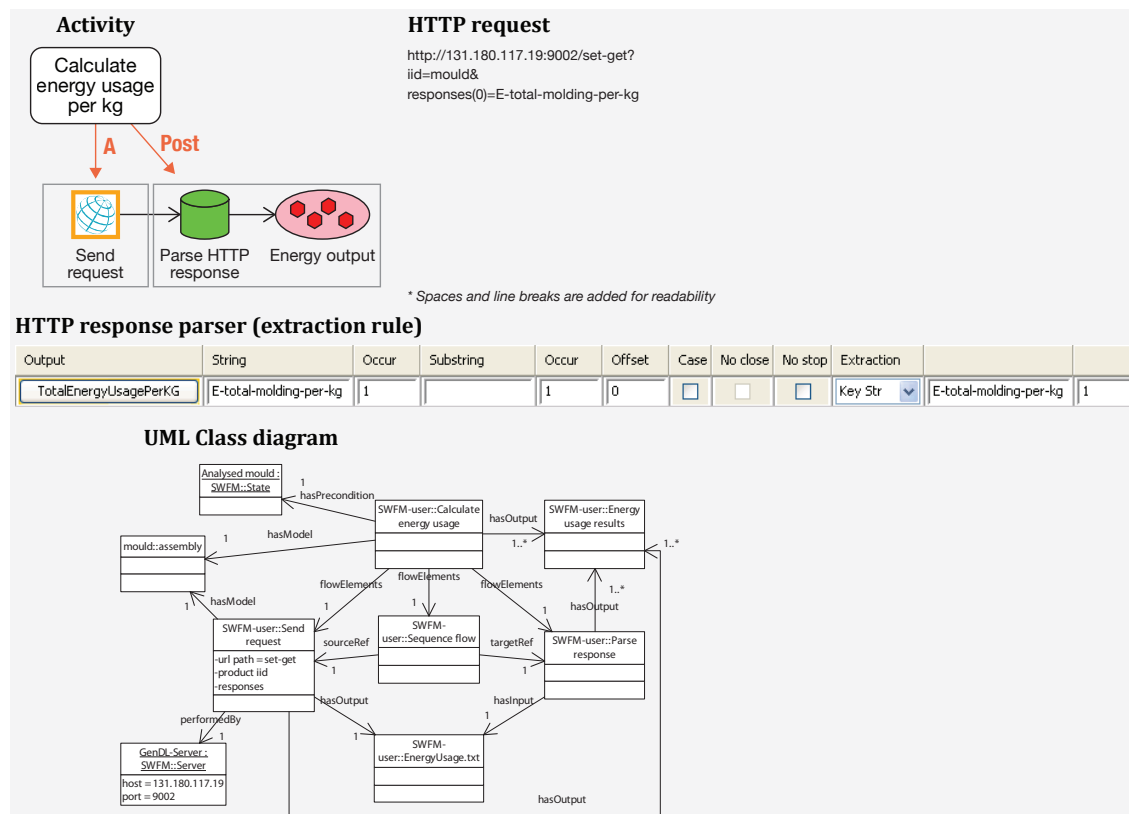 Activity
HTTP request
Calculate
energy usage
per kg
http://131.180.117.19:9002/set-get?
iid=mould&
responses(0)=E-total-molding-per-kg
A
Post
Send
request
Parse HTTP
response
Energy output
* Spaces and line breaks are added for readability
HTTP response parser (extraction rule)
Output String Occur Substring Occur Offset Case No close No stop Extraction
TotalEnergyUsagePerKG E-total-molding-per-kg 1 1 0 Key Str E-total-molding-per-kg 1
UML Class diagram
Analysed mould :
SWFM::State
1
hasPrecondition
SWFM-user::Calculate
energy usage
hasOutput
1..*
SWFM-user::Energy
usage results
1..*
mould::assembly
1
hasModel
flowElements
flowElements
flowElements
1..*
hasOutput
1
hasModel
1
1
1
SWFM-user::Send
request
-url path = set-get
-product iid
-responses
sourceRef
1
SWFM-
user::Sequence flow
targetRef
1
SWFM-user::Parse
response
hasOutput
1
hasInput
1
performedBy
1
SWFM-
user::EnergyUsage.txt
GenDL-Server :
SWFM::Server
host = 131.180.117.19
port = 9002
hasOutput